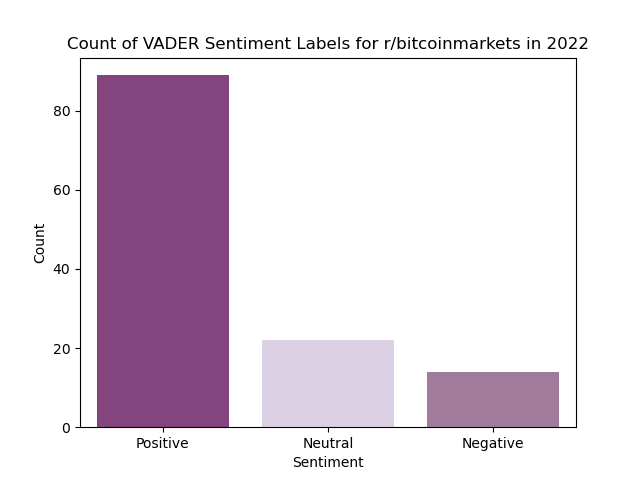 Count of VADER Sentiment Labels for r/bitcoinmarkets in 2022
80
60
40
20
0
Count
Positive Neutral Negative
Sentiment